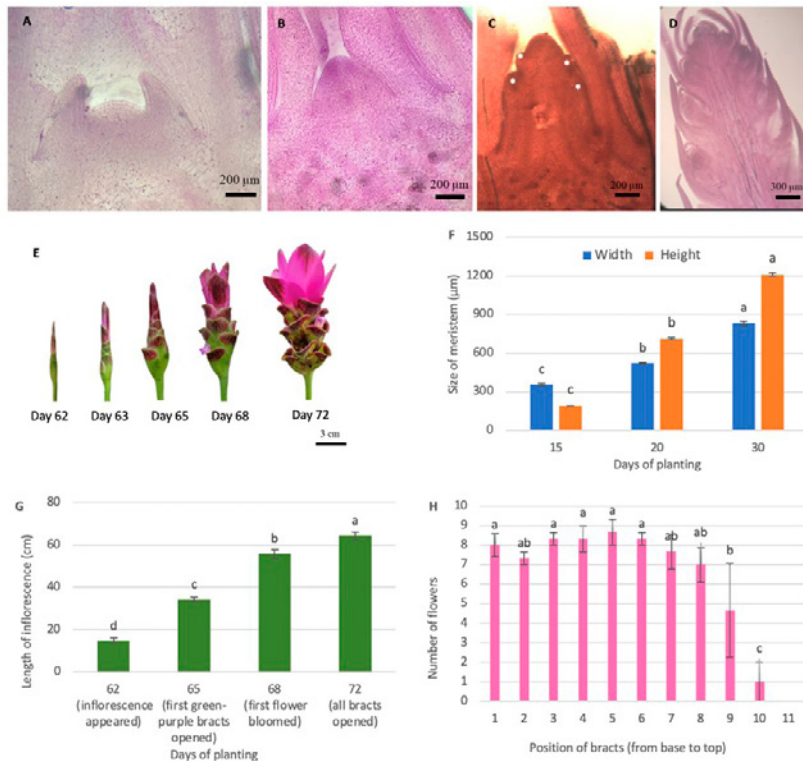 A
200 µm
B
200 µm
C
200 µm
D
300 µm
E
Day 62
Day 63
Day 65
Day 68
Day 72
3 cm
F
Width
Height
1500
1200
900
600
300
0
Size of meristem (µm)
c
c
b
b
a
a
15
20
30
Days of planting
G
80
60
40
20
0
Length of inflorescence (cm)
d
c
b
a
62
(inflorescence
appeared)
65
(first green-
purple bracts
opened)
68
(first flower
bloomed)
72
(all bracts
opened)
Days of planting
H
10
9
8
7
6
5
4
3
2
1
0
Number of flowers
a
ab
a
a
a
a
ab
ab
b
c
1 2 3 4 5 6 7 8 9 10 11
Position of bracts (from base to top)